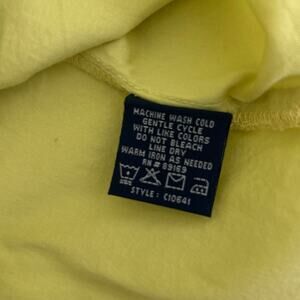 MACHINE WASH COLD
GENTLE CYCLE
WITH LIKE COLORS
DO NOT BLEACH
LINE DRY
WARM IRON AS NEEDED
RN# 89169
STYLE: C10641